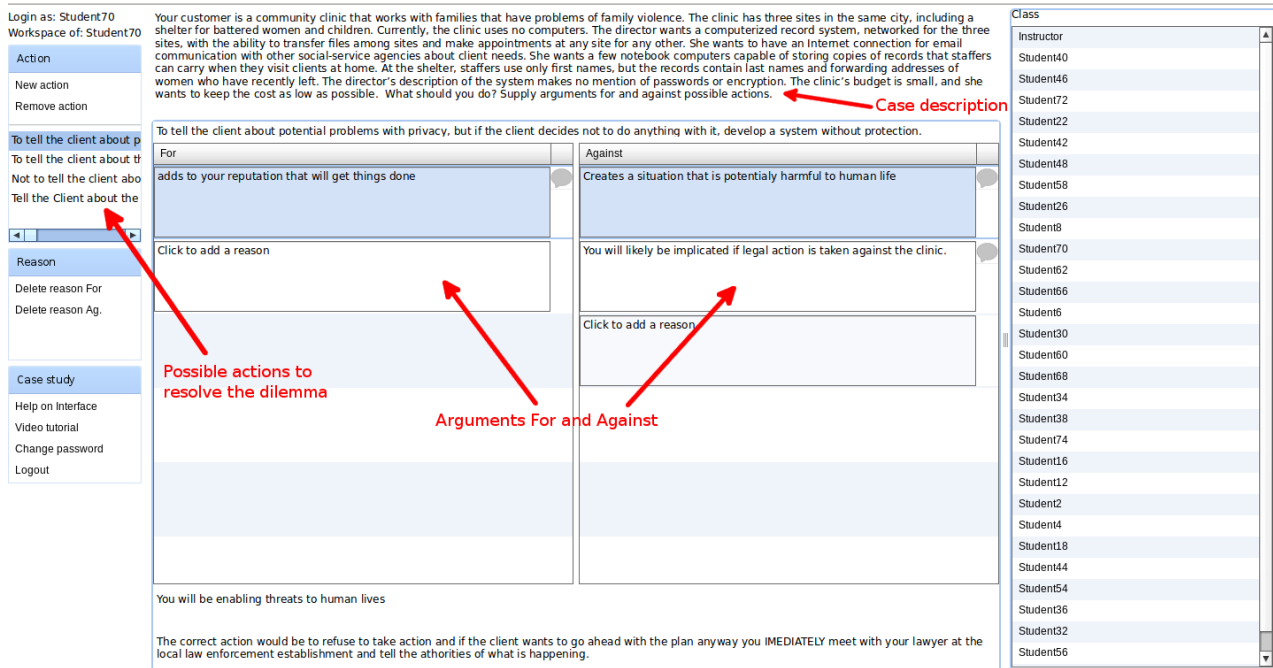 Login as: Student70
Workspace of: Student70
Action
New action
Remove action
To tell the client about p
To tell the client about th
Not to tell the client abo
Tell the Client about the
Reason
Delete reason For
Delete reason Ag.
Case study
Help on Interface
Video tutorial
Change password
Logout
Your customer is a community clinic that works with families that have problems of family violence. The clinic has three sites in the same city, including a
shelter for battered women and children. Currently, the clinic uses no computers. The director wants a computerized record system, networked for the three
sites, with the ability to transfer files among sites and make appointments at any site for any other. She wants to have an Internet connection for email
communication with other social-service agencies about client needs. She wants a few notebook computers capable of storing copies of records that staffers
can carry when they visit clients at home. At the shelter, staffers use only first names, but the records contain last names and forwarding addresses of
women who have recently left. The director's description of the system makes no mention of passwords or encryption. The clinic's budget is small, and she
wants to keep the cost as low as possible. What should you do? Supply arguments for and against possible actions.
Case description
To tell the client about potential problems with privacy, but if the client decides not to do anything with it, develop a system without protection.
For
Against
adds to your reputation that will get things done
Creates a situation that is potentialy harmful to human life
Click to add a reason
You will likely be implicated if legal action is taken against the clinic.
Click to add a reason
Possible actions to
resolve the dilemma
Arguments For and Against
You will be enabling threats to human lives
The correct action would be to refuse to take action and if the client wants to go ahead with the plan anyway you IMEDIATELY meet with your lawyer at the
local law enforcement establishment and tell the athorities of what is happening.
Class
Instructor
Student40
Student46
Student72
Student22
Student42
Student48
Student58
Student26
Student8
Student70
Student62
Student66
Student6
Student30
Student60
Student68
Student34
Student38
Student74
Student16
Student12
Student2
Student4
Student18
Student44
Student54
Student36
Student32
Student56